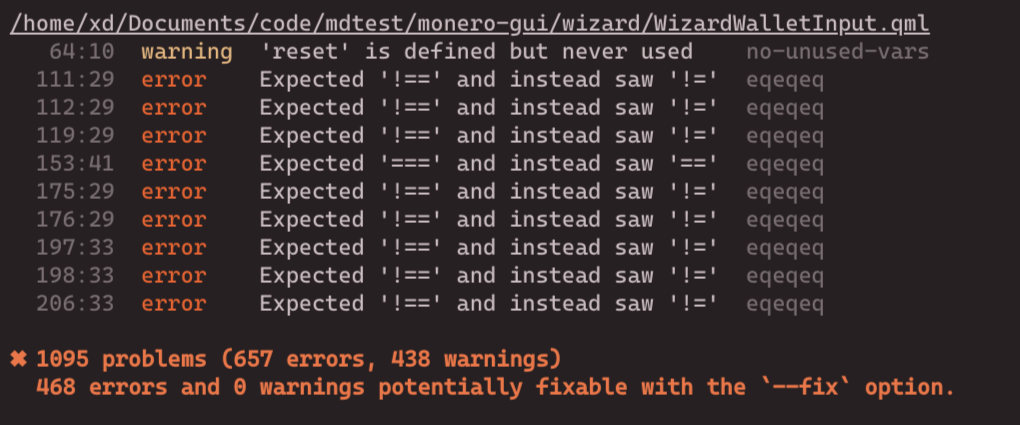 /home/xd/Documents/code/mdtest/monero-gui/wizard/WizardWalletInput.qml
64:10 warning 'reset' is defined but never used no-unused-vars
111:29 error Expected '!==' and instead saw '!=' eqeqeq
112:29 error Expected '!==' and instead saw '!=' eqeqeq
119:29 error Expected '!==' and instead saw '!=' eqeqeq
153:41 error Expected '===' and instead saw '==' eqeqeq
175:29 error Expected '!==' and instead saw '!=' eqeqeq
176:29 error Expected '!==' and instead saw '!=' eqeqeq
197:33 error Expected '!==' and instead saw '!=' eqeqeq
198:33 error Expected '!==' and instead saw '!=' eqeqeq
206:33 error Expected '!==' and instead saw '!=' eqeqeq
✖ 1095 problems (657 errors, 438 warnings)
468 errors and 0 warnings potentially fixable with the `--fix` option.